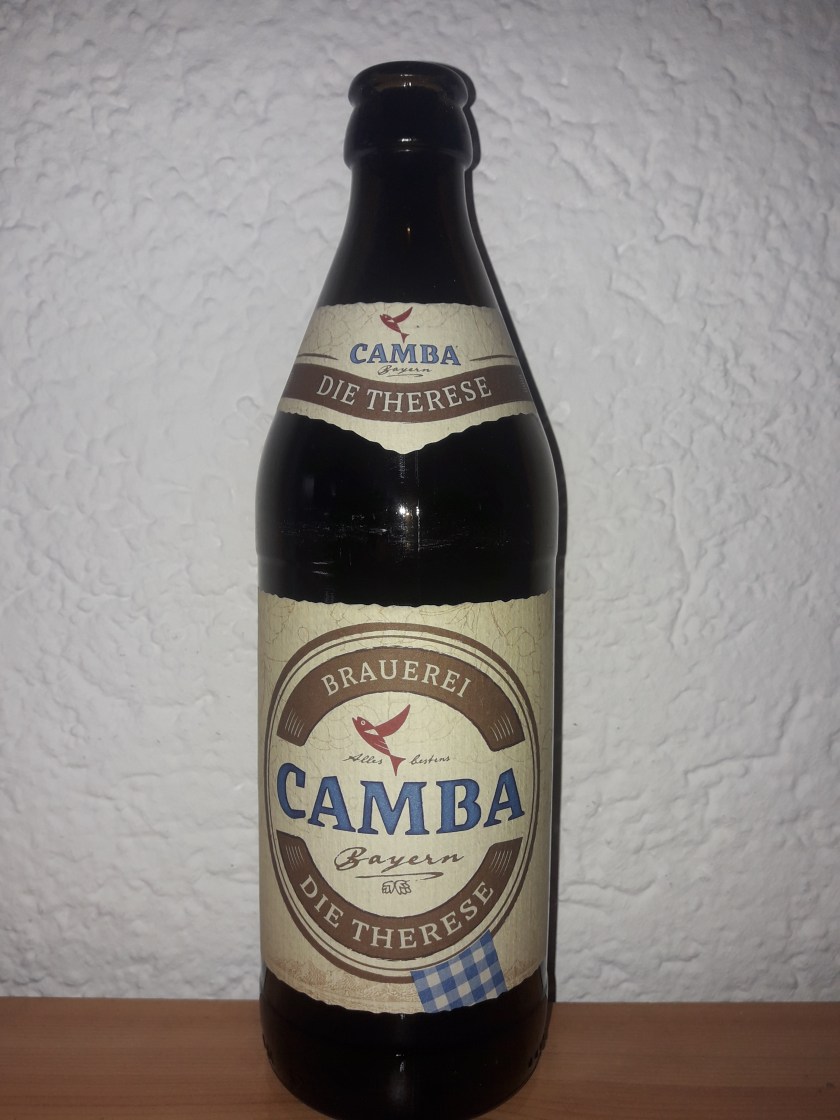 CAMBA
Bayern
DIE THERESE
BRAUEREI
Alles bestens
CAMBA
Bayern
DIE THERESE